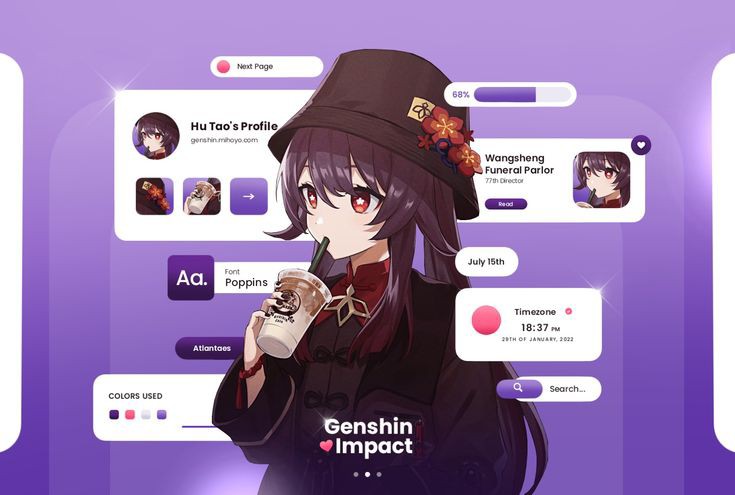 Next Page
68%
Hu Tao's Profile
genshin.mihoyo.com
Wangsheng
Funeral Parlor
77th Director
Read
July 15th
Aa.
Font
Poppins
Timezone
18:37 PM
29TH OF JANUARY, 2022
Atlantaes
Search...
COLORS USED
Genshin
Impact